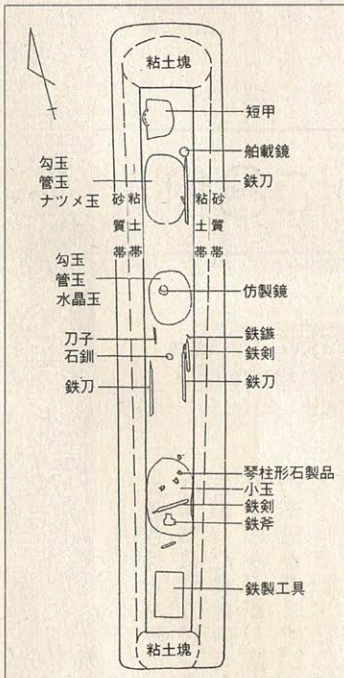 粘土塊
短甲
舶載鏡
鉄刀
勾玉
管玉
ナツメ玉
砂質帯
粘土帯
粘土帯
砂質帯
勾玉
管玉
水晶玉
仿製鏡
刀子
石釧
鉄刀
鉄鏃
鉄剣
鉄刀
琴柱形石製品
小玉
鉄剣
鉄斧
鉄製工具
粘土塊